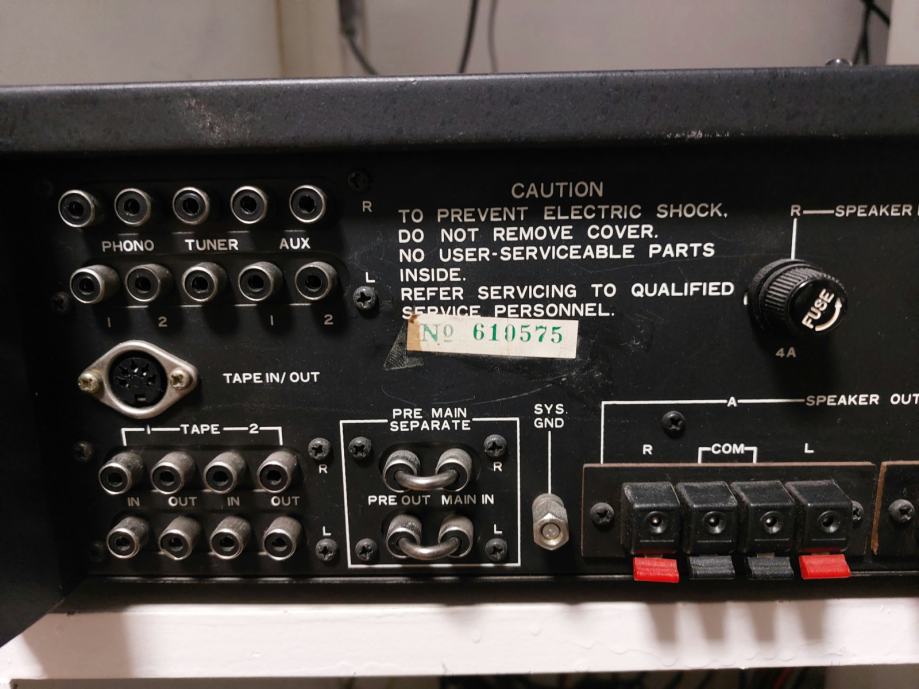 CAUTION
TO PREVENT ELECTRIC SHOCK,
DO NOT REMOVE COVER.
NO USER-SERVICEABLE PARTS
INSIDE.
REFER SERVICING TO QUALIFIED
SERVICE PERSONNEL.
Nº 610575
R
PHONO TUNER AUX
L
1 2 1 2
TAPE IN/OUT
1 TAPE 2
R
IN OUT IN OUT
L
PRE MAIN
SEPARATE
R
PRE OUT MAIN IN
L
SYS.
GND
R SPEAKER
FUSE
4A
A SPEAKER OUT
R COM L